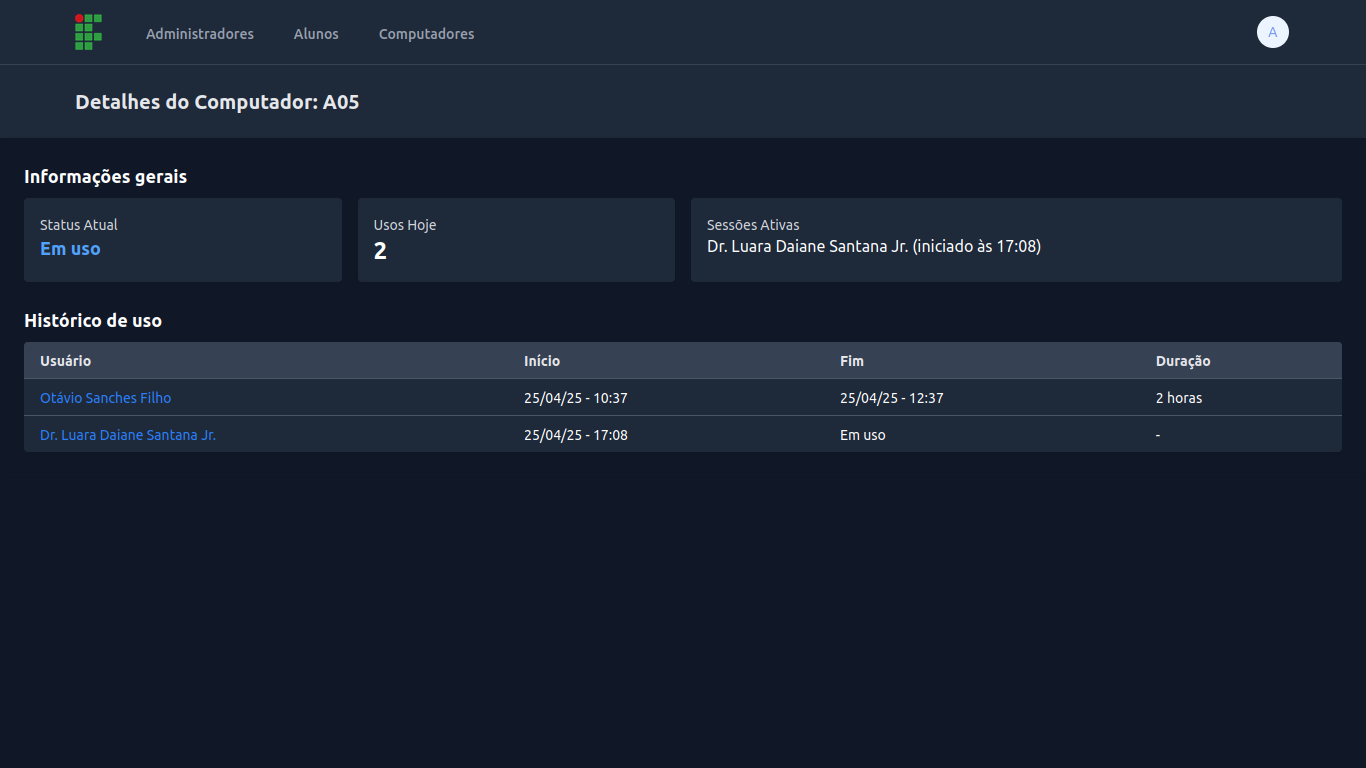 Administradores Alunos Computadores A
Detalhes do Computador: A05
Informações gerais
Status Atual
Em uso
Usos Hoje
2
Sessões Ativas
Dr. Luara Daiane Santana Jr. (iniciado às 17:08)
Histórico de uso
Usuário Início Fim Duração
Otávio Sanches Filho 25/04/25 - 10:37 25/04/25 - 12:37 2 horas
Dr. Luara Daiane Santana Jr. 25/04/25 - 17:08 Em uso -